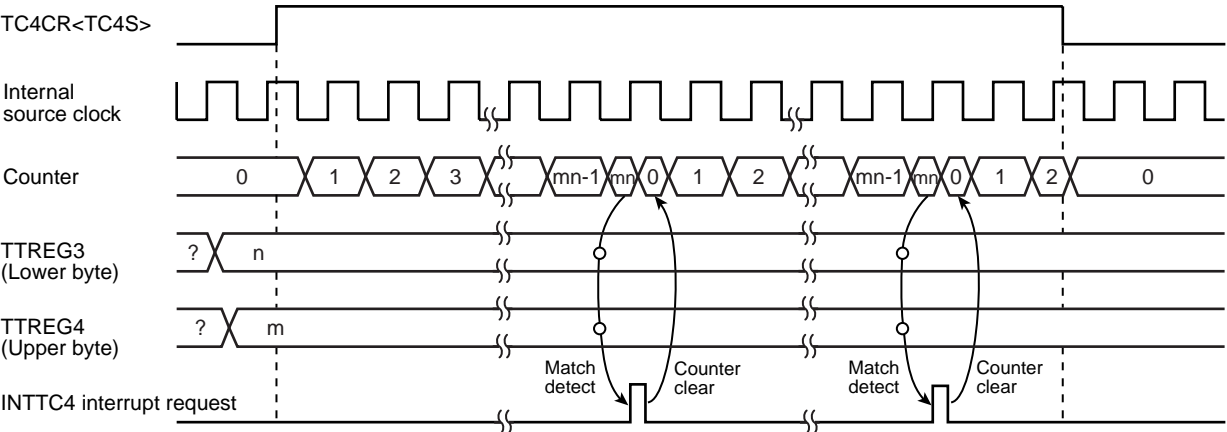 TC4CR<TC4S>
Internal
source clock
Counter
0 1 2 3 mn-1 mn 0 1 2 mn-1 mn 0 1 2 0
TTREG3
(Lower byte)
? n
TTREG4
(Upper byte)
? m
Match
detect
Counter
clear
Match
detect
Counter
clear
INTTC4 interrupt request